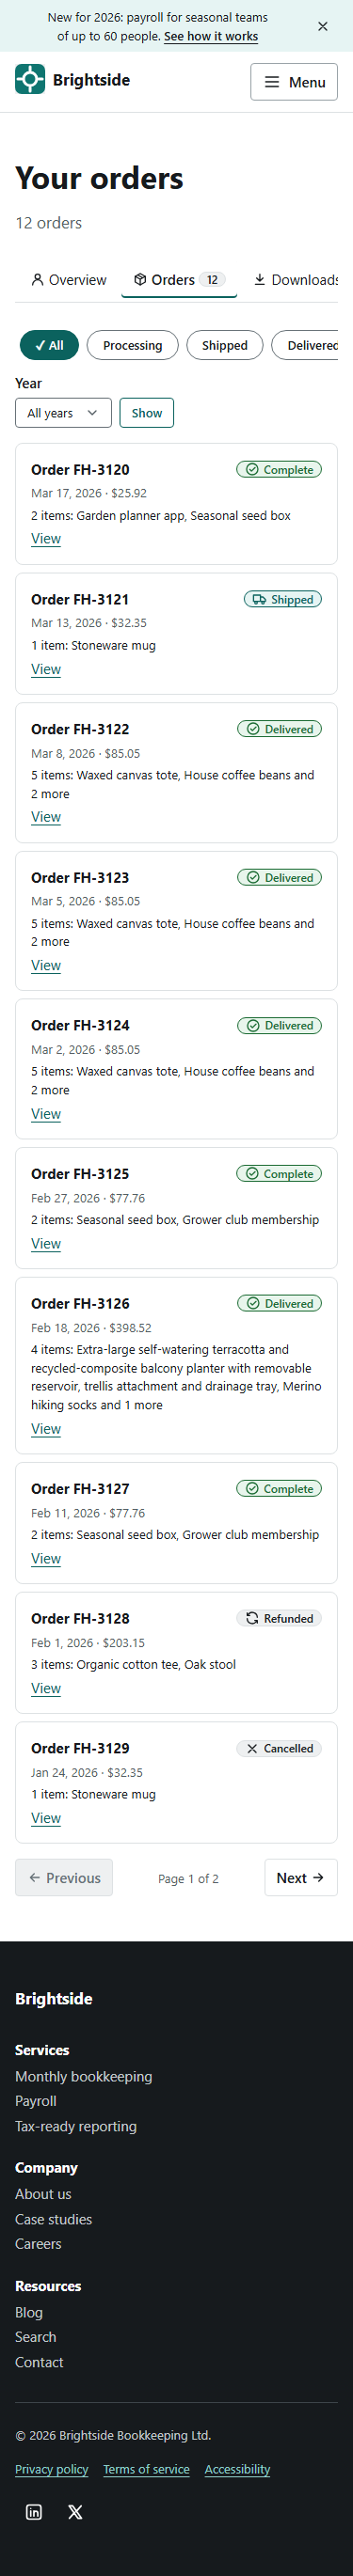 New for 2026: payroll for seasonal teams
of up to 60 people. See how it works
Brightside
Menu
Your orders
12 orders
Overview
Orders 12
Downloads
All
Processing
Shipped
Delivered
Year
All years
Show
Order FH-3120
Complete
Mar 17, 2026 · $25.92
2 items: Garden planner app, Seasonal seed box
View
Order FH-3121
Shipped
Mar 13, 2026 · $32.35
1 item: Stoneware mug
View
Order FH-3122
Delivered
Mar 8, 2026 · $85.05
5 items: Waxed canvas tote, House coffee beans and
2 more
View
Order FH-3123
Delivered
Mar 5, 2026 · $85.05
5 items: Waxed canvas tote, House coffee beans and
2 more
View
Order FH-3124
Delivered
Mar 2, 2026 · $85.05
5 items: Waxed canvas tote, House coffee beans and
2 more
View
Order FH-3125
Complete
Feb 27, 2026 · $77.76
2 items: Seasonal seed box, Grower club membership
View
Order FH-3126
Delivered
Feb 18, 2026 · $398.52
4 items: Extra-large self-watering terracotta and
recycled-composite balcony planter with removable
reservoir, trellis attachment and drainage tray, Merino
hiking socks and 1 more
View
Order FH-3127
Complete
Feb 11, 2026 · $77.76
2 items: Seasonal seed box, Grower club membership
View
Order FH-3128
Refunded
Feb 1, 2026 · $203.15
3 items: Organic cotton tee, Oak stool
View
Order FH-3129
Cancelled
Jan 24, 2026 · $32.35
1 item: Stoneware mug
View
Previous
Page 1 of 2
Next
Brightside
Services
Monthly bookkeeping
Payroll
Tax-ready reporting
Company
About us
Case studies
Careers
Resources
Blog
Search
Contact
© 2026 Brightside Bookkeeping Ltd.
Privacy policy
Terms of service
Accessibility